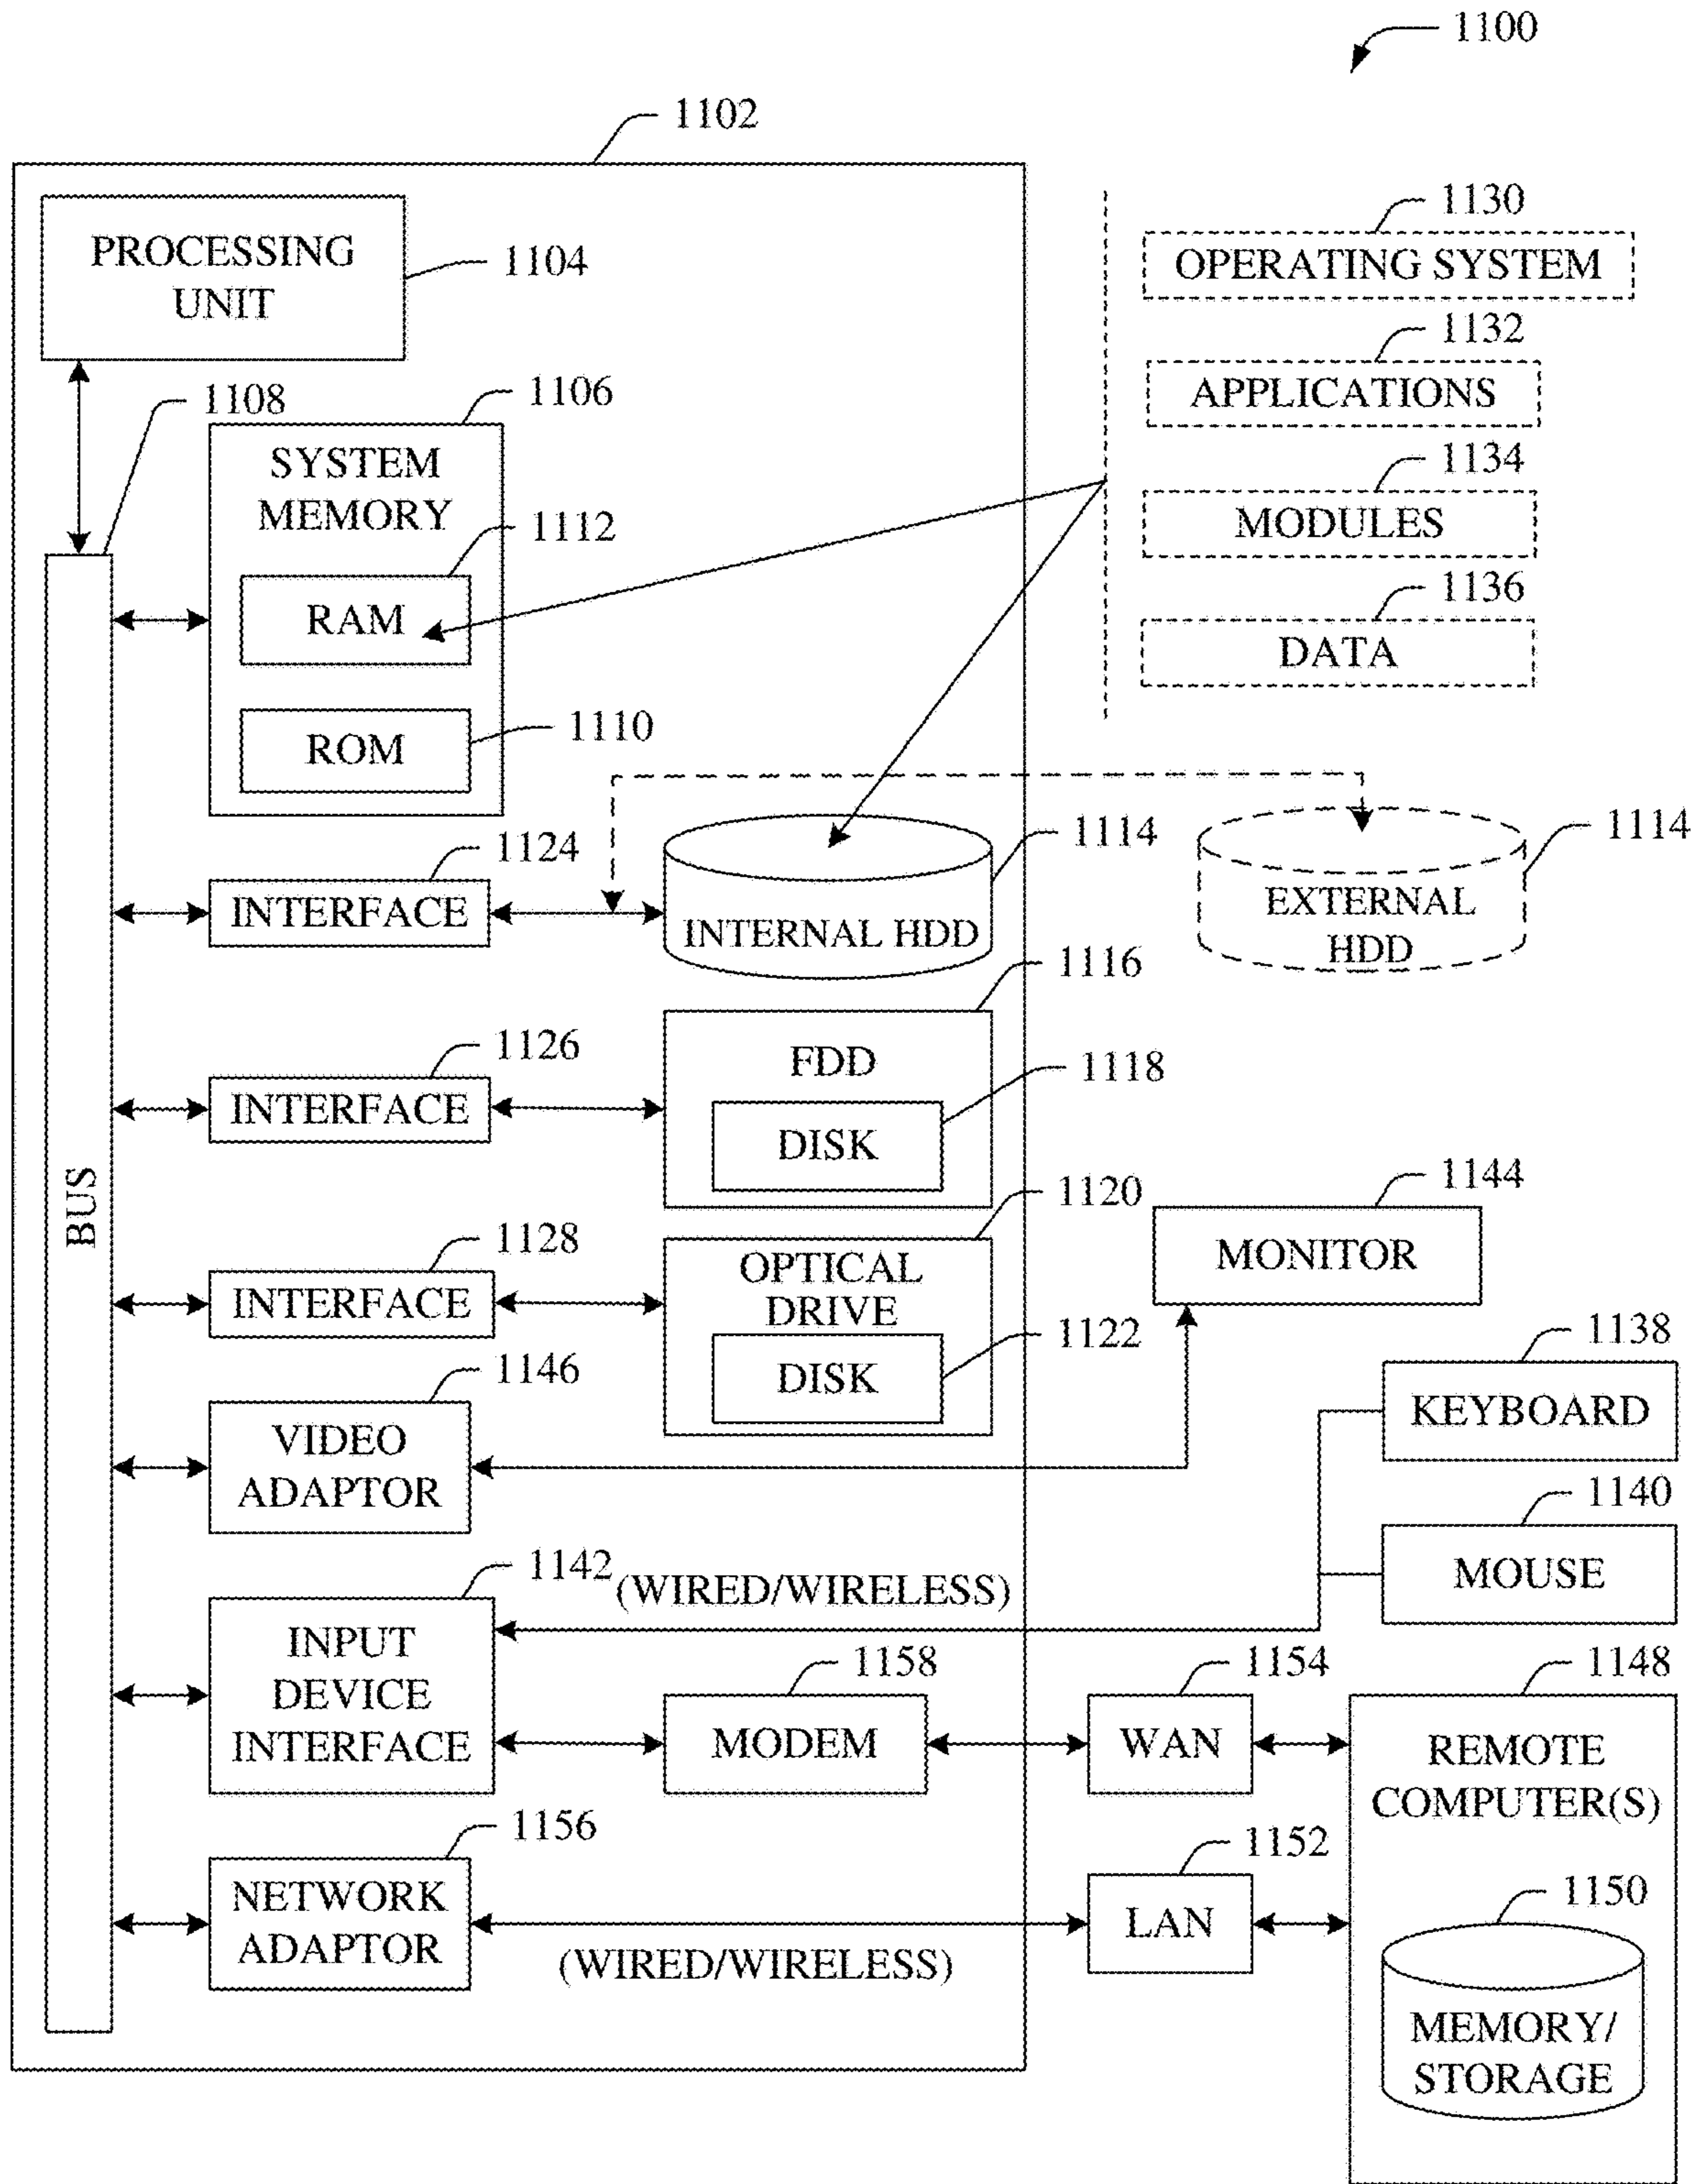 1100
1102
PROCESSING
UNIT
1104
1130
OPERATING SYSTEM
1132
APPLICATIONS
1134
MODULES
1136
DATA
1108
1106
SYSTEM
MEMORY
1112
RAM
1110
ROM
1124
INTERFACE
1114
INTERNAL HDD
1114
EXTERNAL
HDD
1126
INTERFACE
1116
FDD
1118
DISK
BUS
1128
INTERFACE
1120
OPTICAL
DRIVE
1122
DISK
1144
MONITOR
1146
VIDEO
ADAPTOR
1138
KEYBOARD
1140
MOUSE
1142
(WIRED/WIRELESS)
INPUT
DEVICE
INTERFACE
1158
MODEM
1154
WAN
1148
REMOTE
COMPUTER(S)
1156
NETWORK
ADAPTOR
(WIRED/WIRELESS)
1152
LAN
1150
MEMORY/
STORAGE